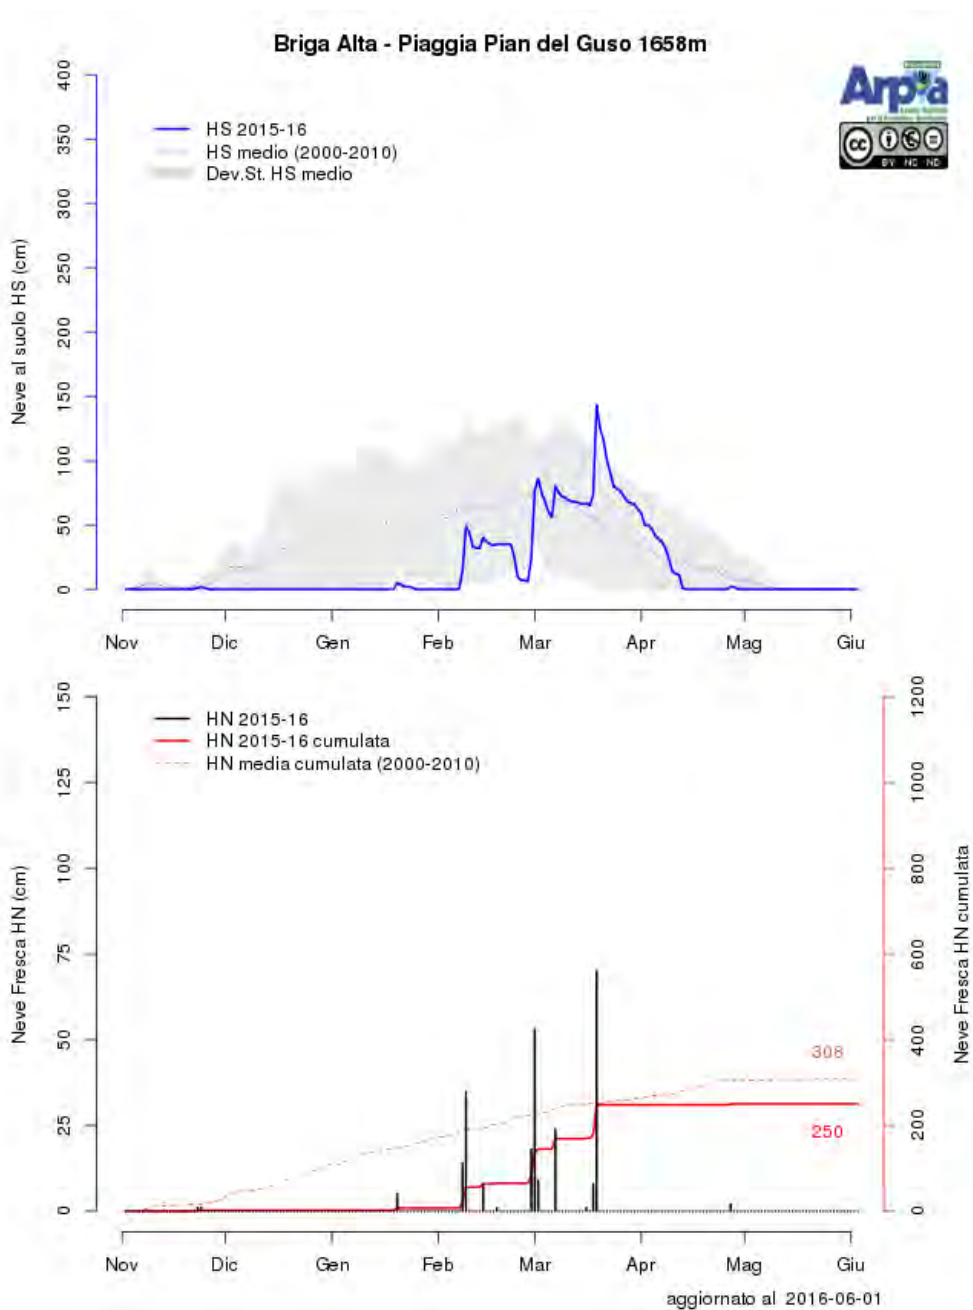 Briga Alta - Piaggia Pian del Guso 1658m
Arpa
cc
BY NC ND
HS 2015-16
HS medio (2000-2010)
Dev.St. HS medio
Neve al suolo HS (cm)
400
350
300
250
200
150
100
50
0
Nov Dic Gen Feb Mar Apr Mag Giu
HN 2015-16
HN 2015-16 cumulata
HN media cumulata (2000-2010)
Neve Fresca HN (cm)
150
125
100
75
50
25
0
1200
1000
800
600
400
200
0
Neve Fresca HN cumulata
308
250
Nov Dic Gen Feb Mar Apr Mag Giu
aggiornato al 2016-06-01